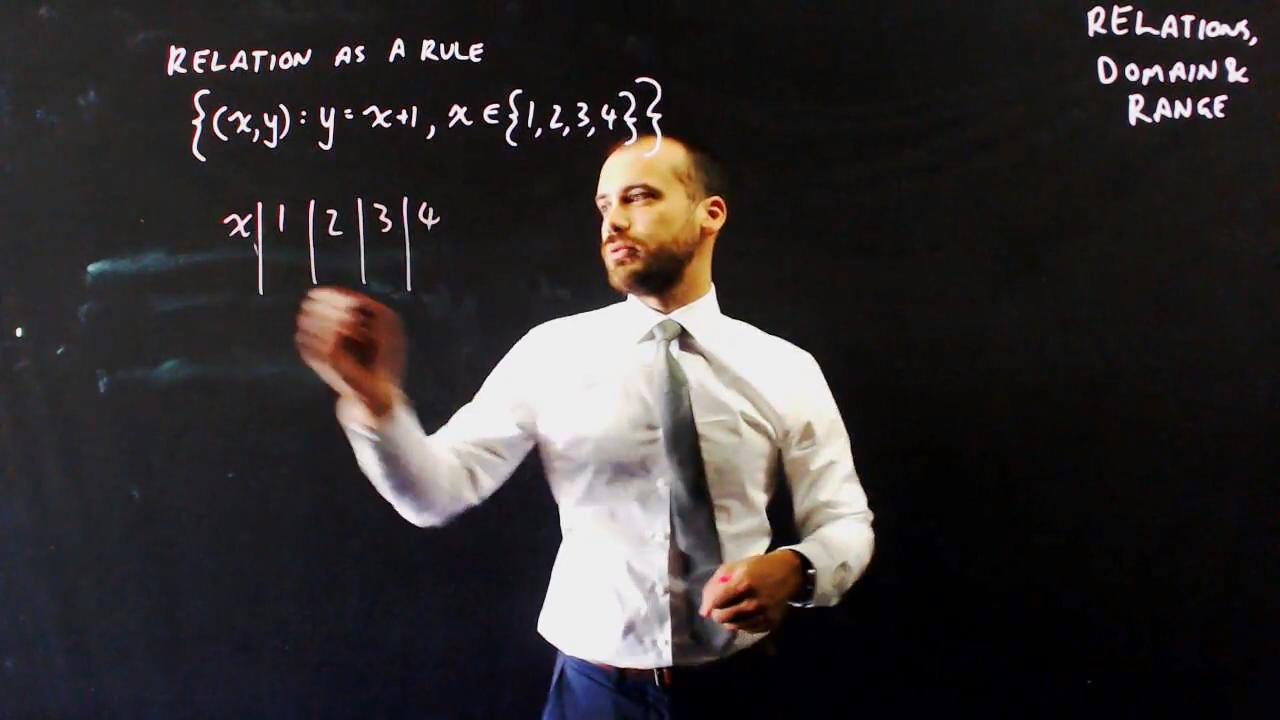 RELATION AS A RULE
{(x,y): y = x+1, x ∈ {1,2,3,4}}
x | 1 | 2 | 3 | 4
RELATIONS,
DOMAIN &
RANGE